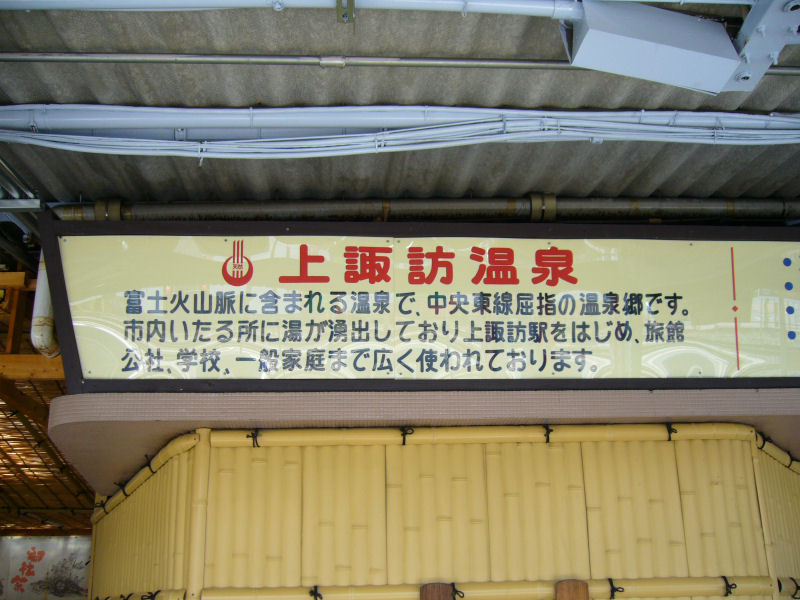 天然
上諏訪温泉
富士火山脈に含まれる温泉で、中央東線屈指の温泉郷です。
市内いたる所に湯が湧出しており上諏訪駅をはじめ、旅館
公社、学校、一般家庭まで広く使われております。